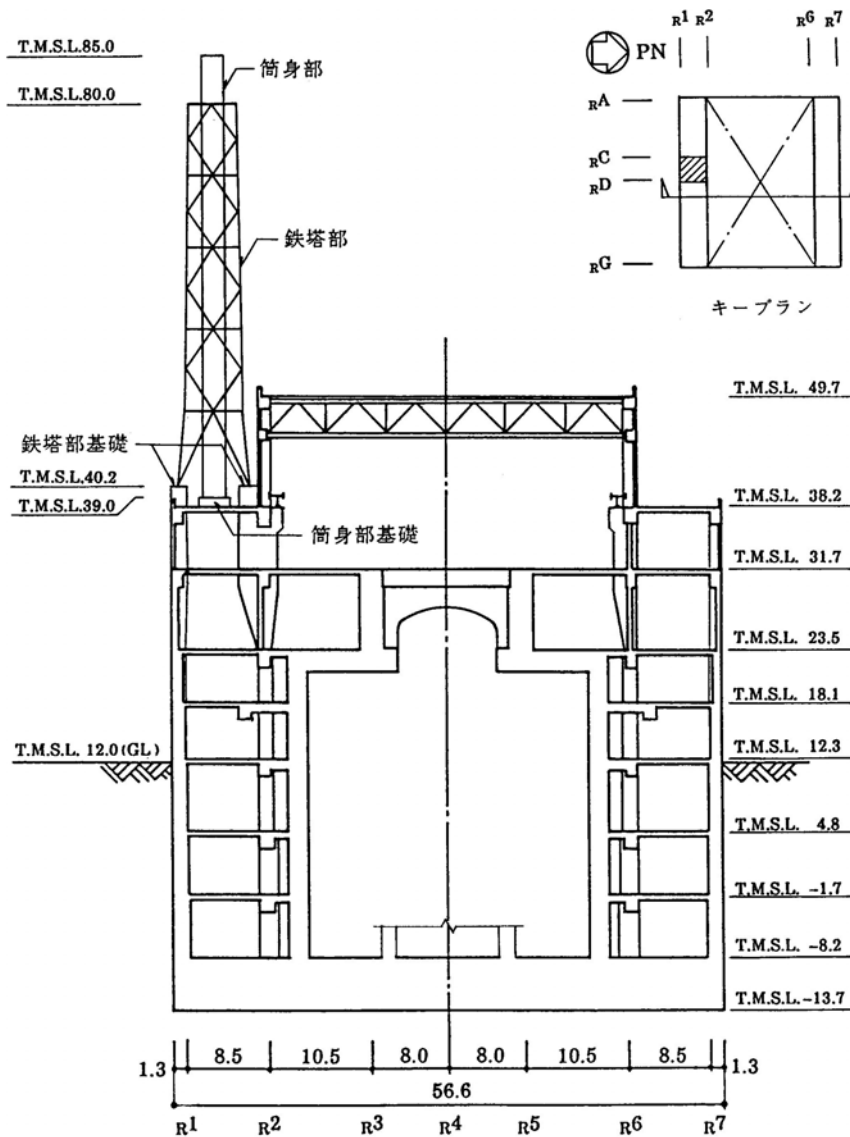 T.M.S.L.85.0
筒身部
T.M.S.L.80.0
鉄塔部
鉄塔部基礎
T.M.S.L.40.2
T.M.S.L.39.0
筒身部基礎
T.M.S.L. 12.0(GL)
R1 R2 R6 R7
PN
RA
RC
RD
RG
キープラン
T.M.S.L. 49.7
T.M.S.L. 38.2
T.M.S.L. 31.7
T.M.S.L. 23.5
T.M.S.L. 18.1
T.M.S.L. 12.3
T.M.S.L. 4.8
T.M.S.L. -1.7
T.M.S.L. -8.2
T.M.S.L.-13.7
1.3 8.5 10.5 8.0 8.0 10.5 8.5 1.3
56.6
R1 R2 R3 R4 R5 R6 R7